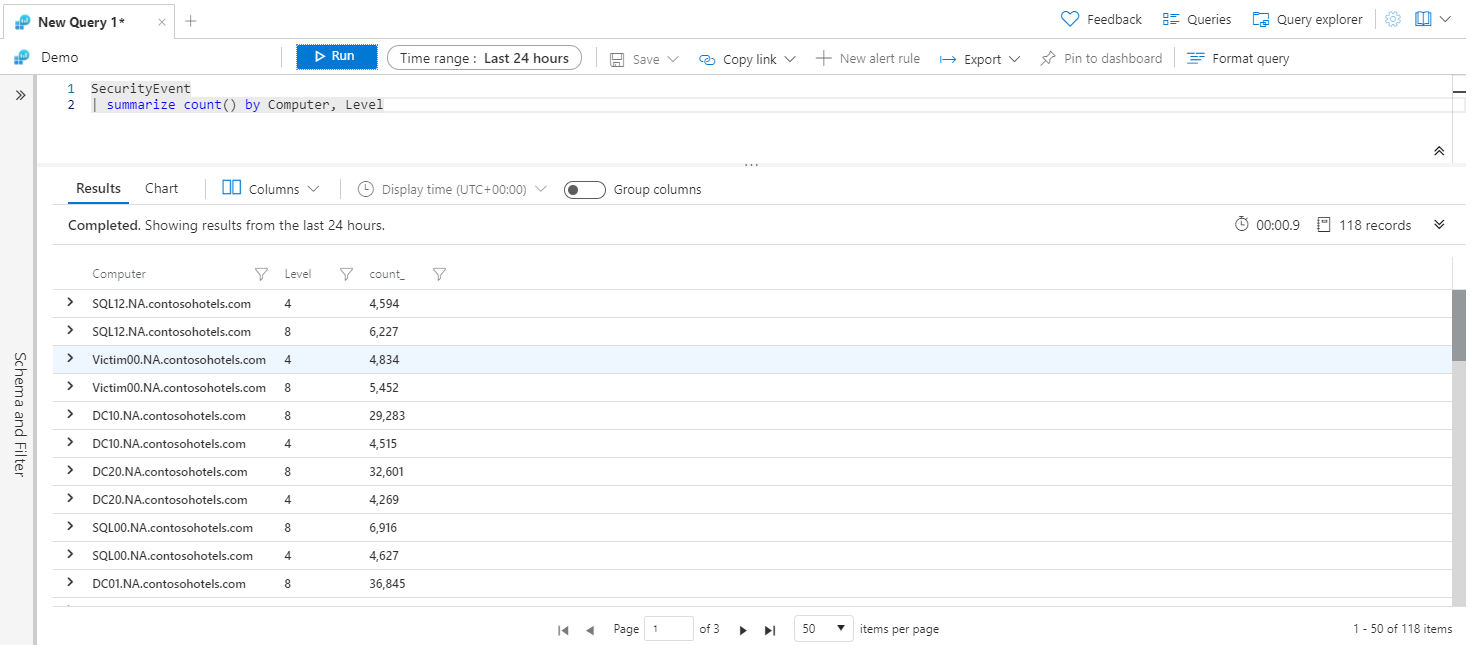 New Query 1*
Feedback Queries Query explorer
Demo Run Time range : Last 24 hours Save Copy link New alert rule Export Pin to dashboard Format query
1 SecurityEvent
2 | summarize count() by Computer, Level
...
Schema and Filter
Results Chart Columns Display time (UTC+00:00) Group columns
Completed. Showing results from the last 24 hours. 00:00.9 118 records
Computer Level count_
SQL12.NA.contosohotels.com 4 4,594
SQL12.NA.contosohotels.com 8 6,227
Victim00.NA.contosohotels.com 4 4,834
Victim00.NA.contosohotels.com 8 5,452
DC10.NA.contosohotels.com 8 29,283
DC10.NA.contosohotels.com 4 4,515
DC20.NA.contosohotels.com 8 32,601
DC20.NA.contosohotels.com 4 4,269
SQL00.NA.contosohotels.com 8 6,916
SQL00.NA.contosohotels.com 4 4,627
DC01.NA.contosohotels.com 8 36,845
Page 1 of 3 50 items per page 1 - 50 of 118 items